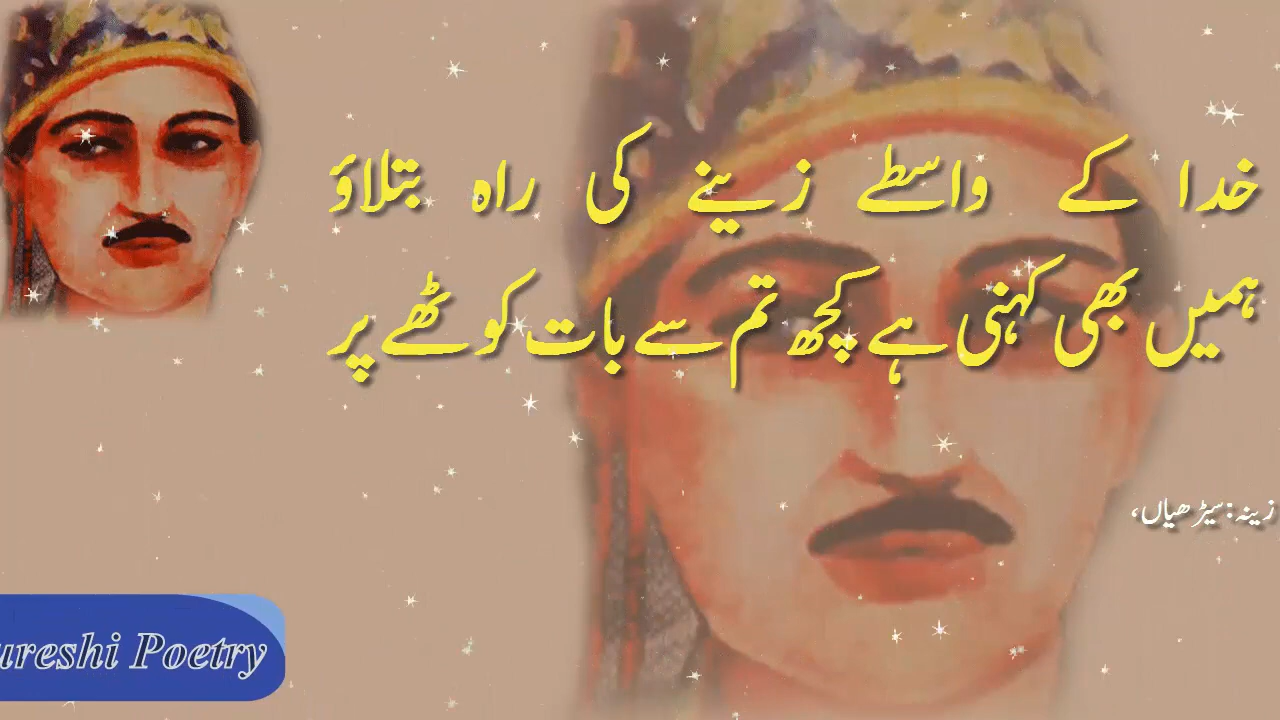 خدا کے واسطے زینے کی راہ بتلاؤ
ہمیں بھی کہنی ہے کچھ تم سے بات کوٹھے پر
زینہ:سیڑھیاں،
ureshi Poetry